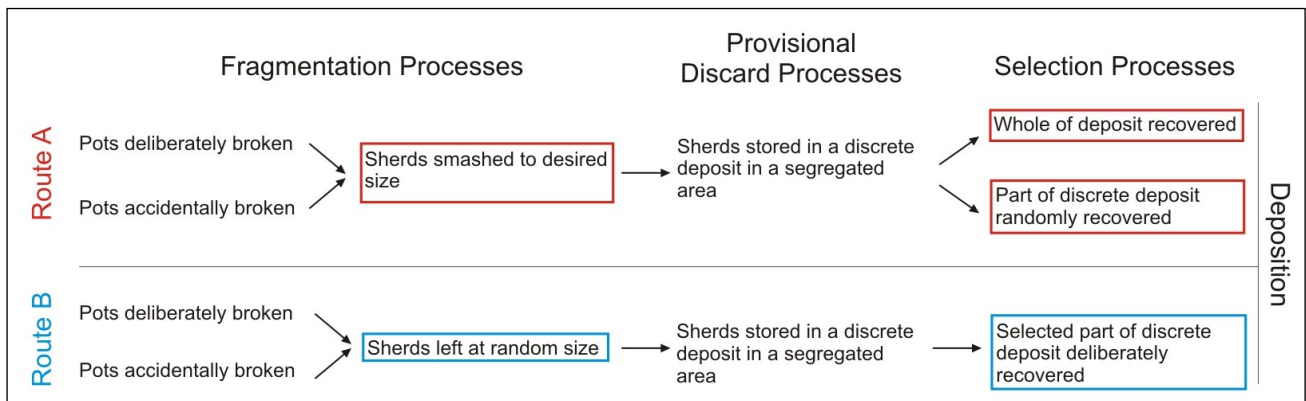 Fragmentation Processes
Provisional
Discard Processes
Selection Processes
Route A
Pots deliberately broken
Pots accidentally broken
Sherds smashed to desired
size
Sherds stored in a discrete
deposit in a segregated
area
Whole of deposit recovered
Part of discrete deposit
randomly recovered
Route B
Pots deliberately broken
Pots accidentally broken
Sherds left at random size
Sherds stored in a discrete
deposit in a segregated
area
Selected part of discrete
deposit deliberately
recovered
Deposition